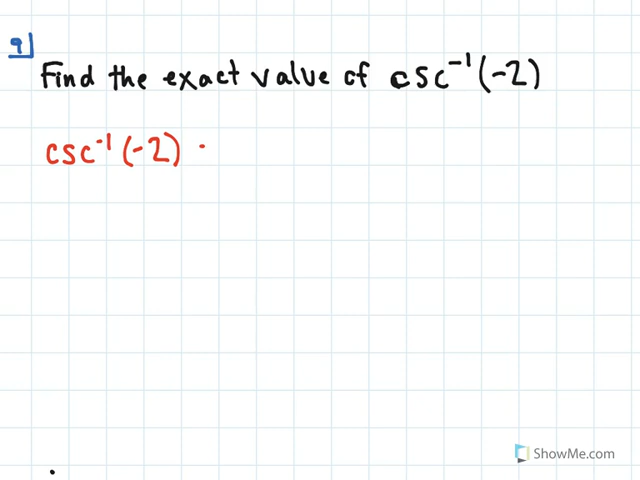 9
Find the exact value of csc⁻¹(-2)
csc⁻¹(-2)
ShowMe.com